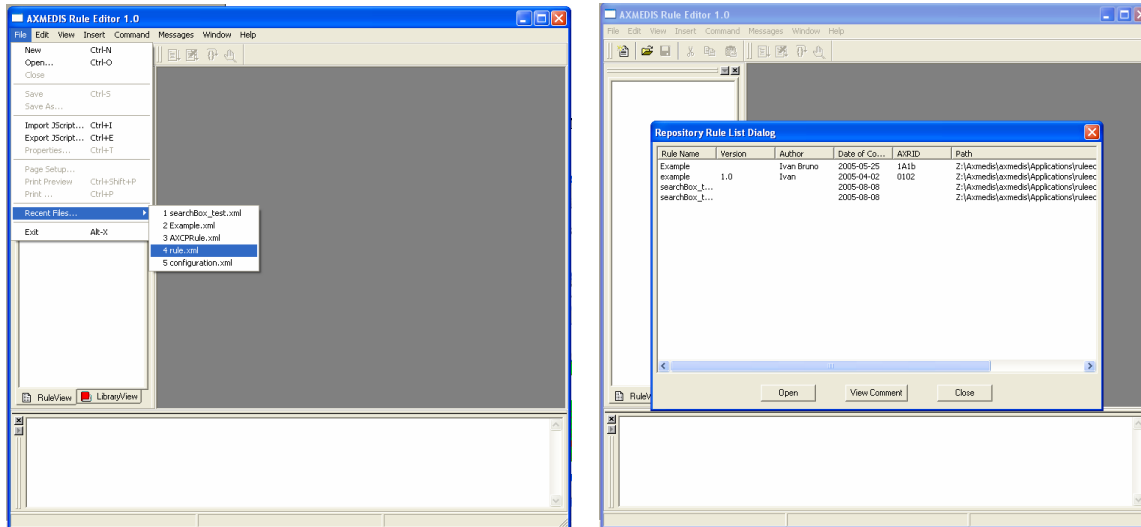 AXMEDIS Rule Editor 1.0
File Edit View Insert Command Messages Window Help
New Ctrl-N
Open... Ctrl-O
Close
Save Ctrl-S
Save As...
Import JScript... Ctrl+I
Export JScript... Ctrl+E
Properties... Ctrl+T
Page Setup...
Print Preview Ctrl+Shift+P
Print ... Ctrl+P
Recent Files...
Exit Alt-X
1 searchBox_test.xml
2 Example.xml
3 AXCPRule.xml
4 rule.xml
5 configuration.xml
RuleView LibraryView
AXMEDIS Rule Editor 1.0
File Edit View Insert Command Messages Window Help
Repository Rule List Dialog
Rule Name Version Author Date of Co... AXRID Path
Example Ivan Bruno 2005-05-25 1A1b Z:\Axmedis\axmedis\Applications\ruleec
example 1.0 Ivan 2005-04-02 0102 Z:\Axmedis\axmedis\Applications\ruleec
searchBox_t... 2005-08-08 Z:\Axmedis\axmedis\Applications\ruleec
searchBox_t... 2005-08-08 Z:\Axmedis\axmedis\Applications\ruleec
Open View Comment Close
RuleV